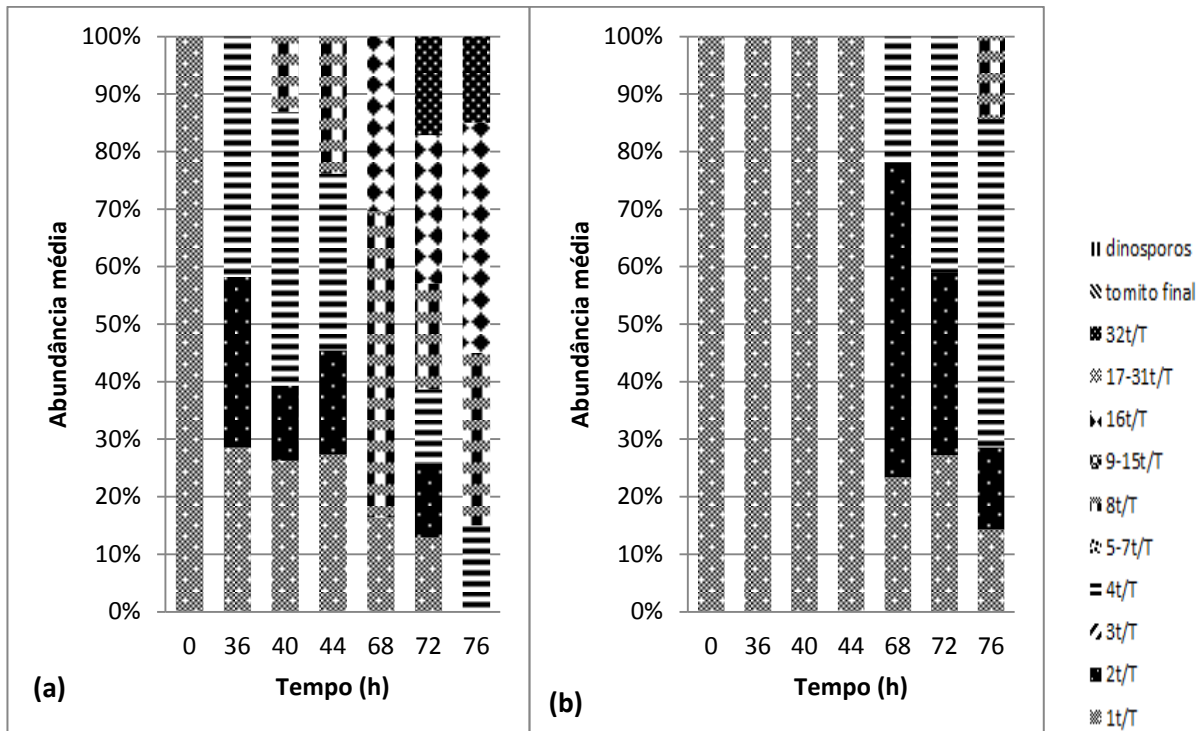 100%
90%
80%
70%
60%
50%
40%
30%
20%
10%
0%
Abundância média
0 36 40 44 68 72 76
Tempo (h)
(a)
100%
90%
80%
70%
60%
50%
40%
30%
20%
10%
0%
Abundância média
0 36 40 44 68 72 76
Tempo (h)
(b)
dinosporos
tomito final
32t/T
17-31t/T
16t/T
9-15t/T
8t/T
5-7t/T
4t/T
3t/T
2t/T
1t/T